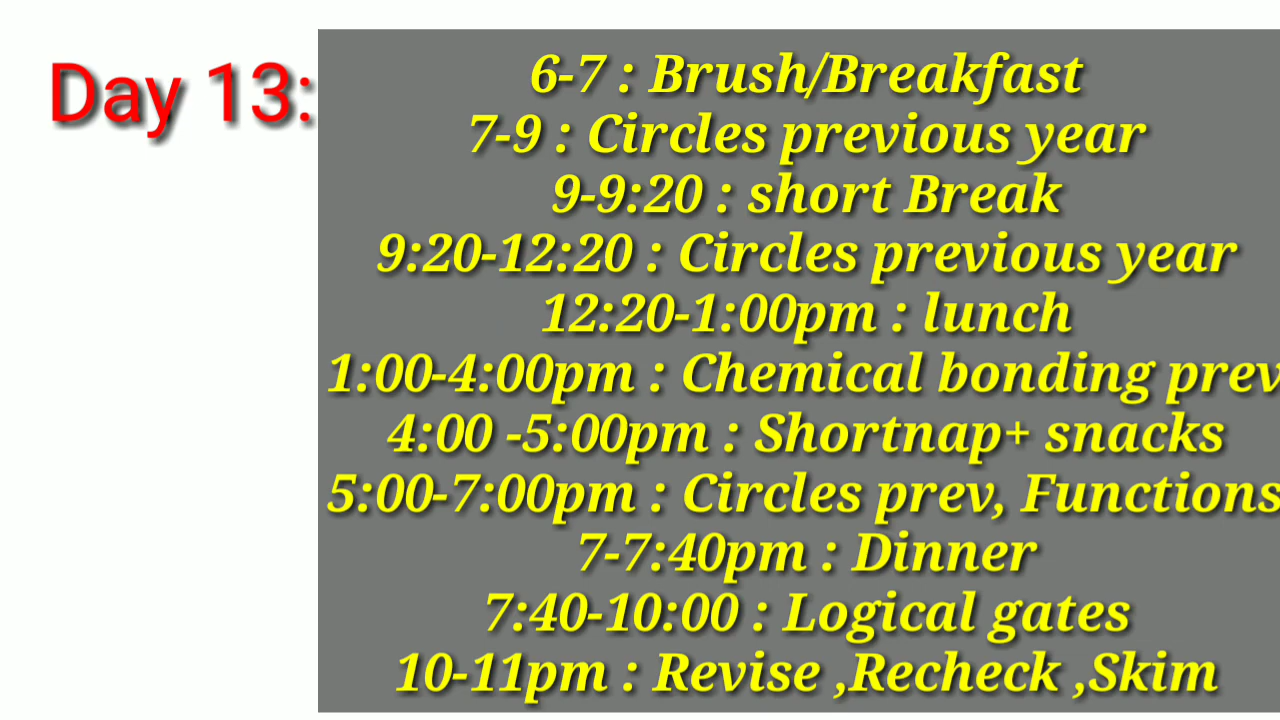 Day 13:
6-7 : Brush/Breakfast
7-9 : Circles previous year
9-9:20 : short Break
9:20-12:20 : Circles previous year
12:20-1:00pm : lunch
1:00-4:00pm : Chemical bonding prev
4:00 -5:00pm : Shortnap+ snacks
5:00-7:00pm : Circles prev, Functions
7-7:40pm : Dinner
7:40-10:00 : Logical gates
10-11pm : Revise ,Recheck ,Skim